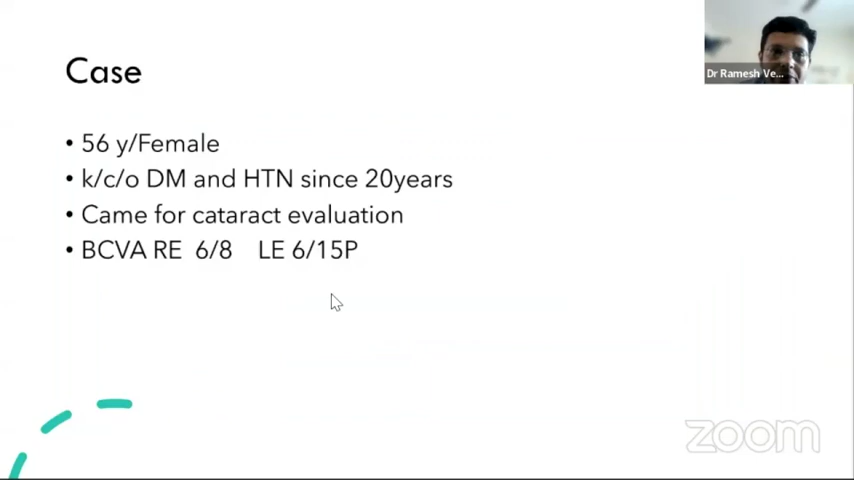 Case
Dr Ramesh Ve...
• 56 y/Female
• k/c/o DM and HTN since 20years
• Came for cataract evaluation
• BCVA RE 6/8 LE 6/15P
zoom